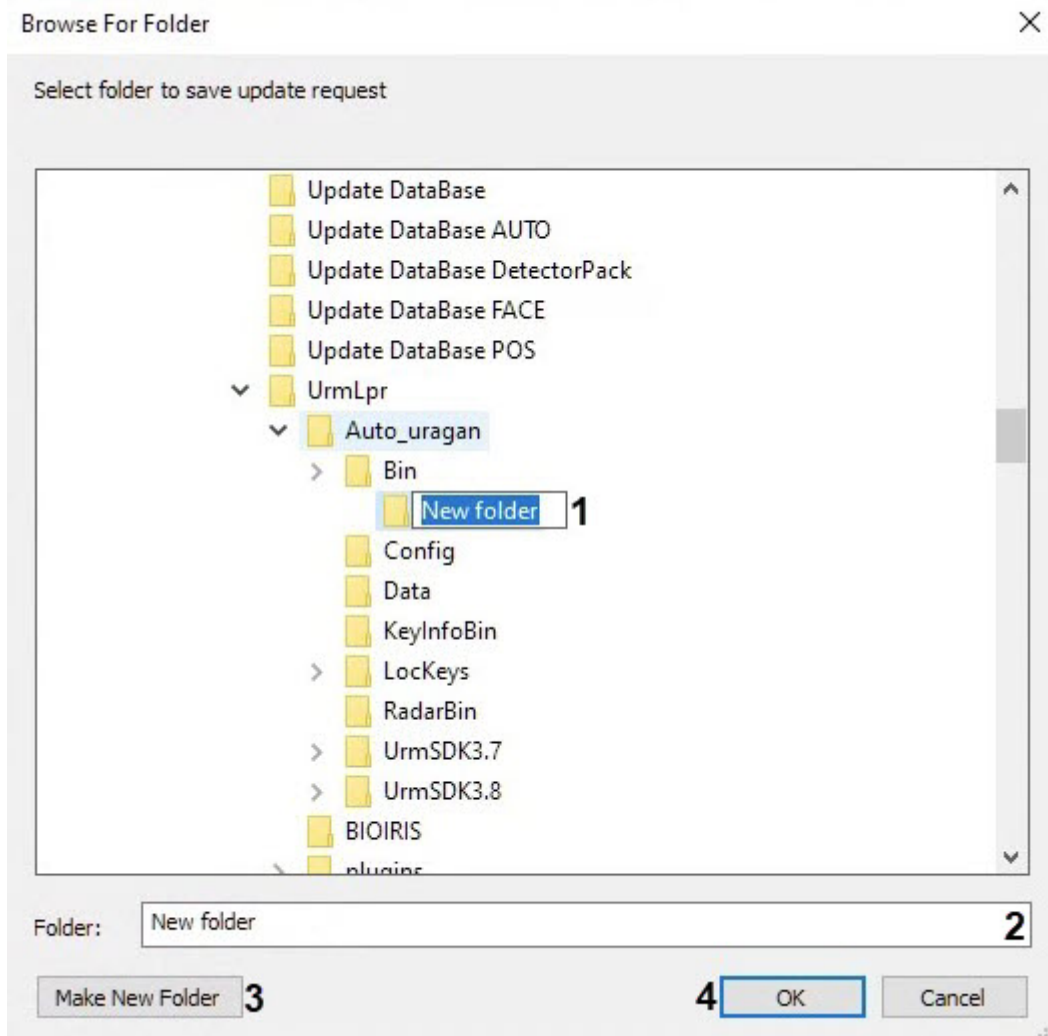 Browse For Folder
Select folder to save update request
Update DataBase
Update DataBase AUTO
Update DataBase DetectorPack
Update DataBase FACE
Update DataBase POS
UrmLpr
Auto_uragan
Bin
New folder 1
Config
Data
KeyInfoBin
LocKeys
RadarBin
UrmSDK3.7
UrmSDK3.8
BIOIRIS
plugins
Folder: New folder 2
Make New Folder 3 4 OK Cancel